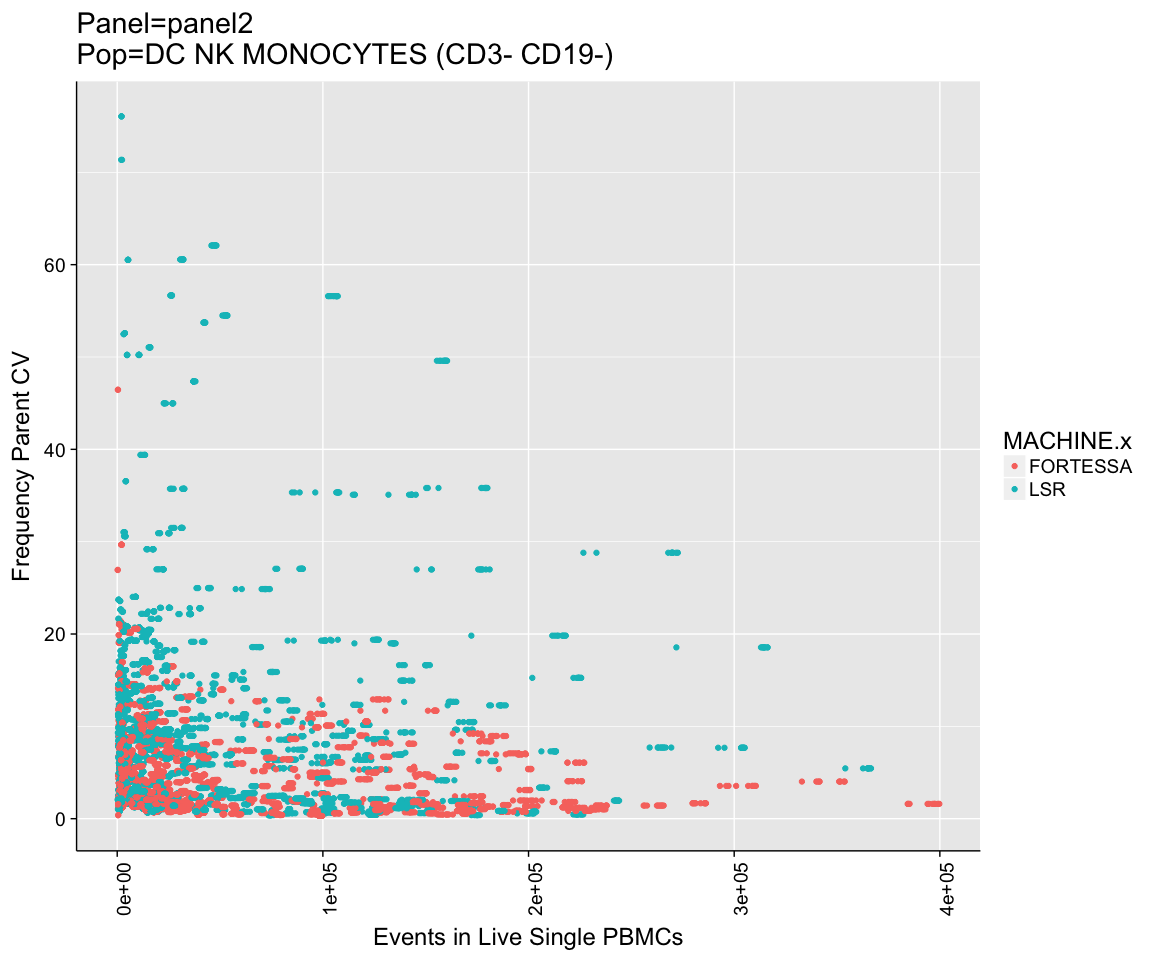 Panel=panel2
Pop=DC NK MONOCYTES (CD3- CD19-)
Frequency Parent CV
60
40
20
0
0e+00
1e+05
2e+05
3e+05
4e+05
Events in Live Single PBMCs
MACHINE.x
FORTESSA
LSR